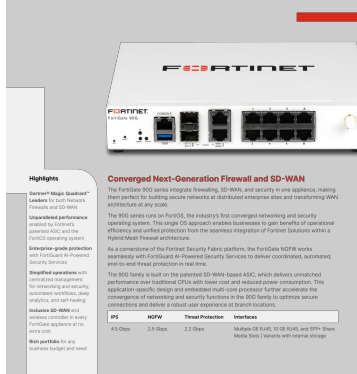 FORTINET
FORTINET
FortiGate 90G
Highlights
Gartner® Magic Quadrant™
Leaders for both Network
Firewalls and SD-WAN
Unparalleled performance
enabled by Fortinet's
patented ASIC and the
FortiOS operating system
Enterprise-grade protection
with FortiGuard AI-Powered
Security Services
Simplified operations with
centralized management
for networking and security,
automated workflows, deep
analytics, and self-healing
Inclusive SD-WAN and
wireless controller in every
FortiGate appliance at no
extra cost
Rich portfolio for any
business budget and need
Converged Next-Generation Firewall and SD-WAN
The FortiGate 90G series integrate firewalling, SD-WAN, and security in one appliance, making
them perfect for building secure networks at distributed enterprise sites and transforming WAN
architecture at any scale.
The 90G series runs on FortiOS, the industry's first converged networking and security
operating system. This single OS approach enables businesses to gain benefits of operational
efficiency and unified protection from the seamless integration of Fortinet Solutions within a
Hybrid Mesh Firewall architecture.
As a cornerstone of the Fortinet Security Fabric platform, the FortiGate NGFW works
seamlessly with FortiGuard AI-Powered Security Services to deliver coordinated, automated,
end-to-end threat protection in real time.
The 90G family is built on the patented SD-WAN-based ASIC, which delivers unmatched
performance over traditional CPUs with lower cost and reduced power consumption. This
application-specific design and embedded multi-core processor further accelerate the
convergence of networking and security functions in the 90G family to optimize secure
connections and deliver a robust user experience at branch locations.
IPS NGFW Threat Protection Interfaces
4.5 Gbps 2.5 Gbps 2.2 Gbps Multiple GE RJ45, 10 GE RJ45, and SFP+ Share
Media Slots | Variants with internal storage